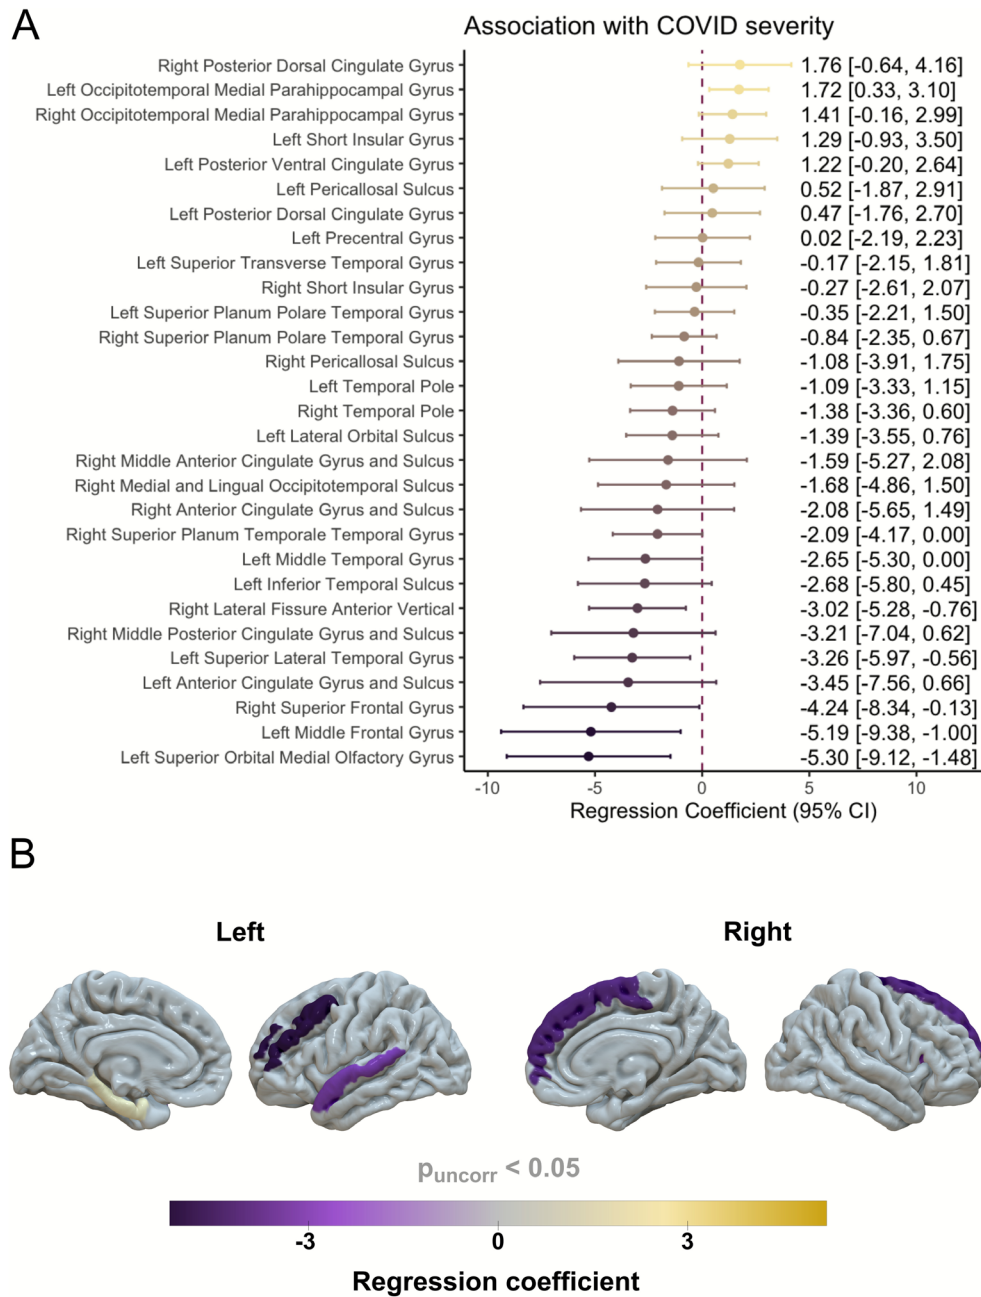 A
Association with COVID severity
Right Posterior Dorsal Cingulate Gyrus 1.76 [-0.64, 4.16]
Left Occipitotemporal Medial Parahippocampal Gyrus 1.72 [0.33, 3.10]
Right Occipitotemporal Medial Parahippocampal Gyrus 1.41 [-0.16, 2.99]
Left Short Insular Gyrus 1.29 [-0.93, 3.50]
Left Posterior Ventral Cingulate Gyrus 1.22 [-0.20, 2.64]
Left Pericallosal Sulcus 0.52 [-1.87, 2.91]
Left Posterior Dorsal Cingulate Gyrus 0.47 [-1.76, 2.70]
Left Precentral Gyrus 0.02 [-2.19, 2.23]
Left Superior Transverse Temporal Gyrus -0.17 [-2.15, 1.81]
Right Short Insular Gyrus -0.27 [-2.61, 2.07]
Left Superior Planum Polare Temporal Gyrus -0.35 [-2.21, 1.50]
Right Superior Planum Polare Temporal Gyrus -0.84 [-2.35, 0.67]
Right Pericallosal Sulcus -1.08 [-3.91, 1.75]
Left Temporal Pole -1.09 [-3.33, 1.15]
Right Temporal Pole -1.38 [-3.36, 0.60]
Left Lateral Orbital Sulcus -1.39 [-3.55, 0.76]
Right Middle Anterior Cingulate Gyrus and Sulcus -1.59 [-5.27, 2.08]
Right Medial and Lingual Occipitotemporal Sulcus -1.68 [-4.86, 1.50]
Right Anterior Cingulate Gyrus and Sulcus -2.08 [-5.65, 1.49]
Right Superior Planum Temporale Temporal Gyrus -2.09 [-4.17, 0.00]
Left Middle Temporal Gyrus -2.65 [-5.30, 0.00]
Left Inferior Temporal Sulcus -2.68 [-5.80, 0.45]
Right Lateral Fissure Anterior Vertical -3.02 [-5.28, -0.76]
Right Middle Posterior Cingulate Gyrus and Sulcus -3.21 [-7.04, 0.62]
Left Superior Lateral Temporal Gyrus -3.26 [-5.97, -0.56]
Left Anterior Cingulate Gyrus and Sulcus -3.45 [-7.56, 0.66]
Right Superior Frontal Gyrus -4.24 [-8.34, -0.13]
Left Middle Frontal Gyrus -5.19 [-9.38, -1.00]
Left Superior Orbital Medial Olfactory Gyrus -5.30 [-9.12, -1.48]
-10 -5 0 5 10
Regression Coefficient (95% CI)
B
Left Right
puncorr < 0.05
-3 0 3
Regression coefficient